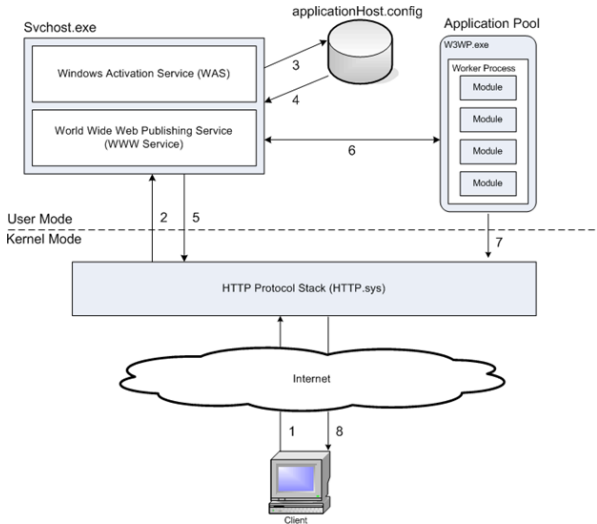 applicationHost.config
Svchost.exe
Application Pool
W3WP.exe
Windows Activation Service (WAS)
3
4
Worker Process
Module
Module
Module
Module
World Wide Web Publishing Service
(WWW Service)
6
2
5
7
User Mode
Kernel Mode
HTTP Protocol Stack (HTTP.sys)
Internet
1
8
Client